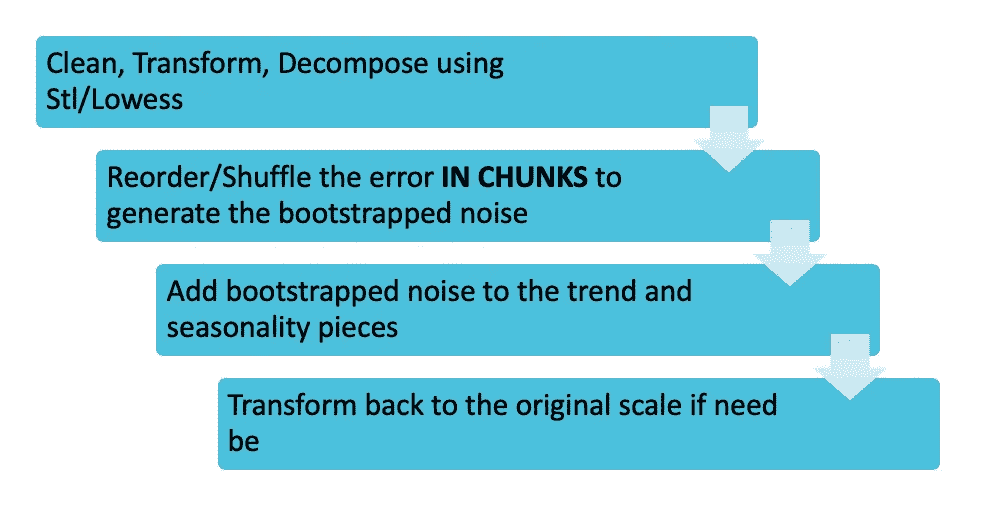 Clean, Transform, Decompose using
Stl/Lowess
Reorder/Shuffle the error IN CHUNKS to
generate the bootstrapped noise
Add bootstrapped noise to the trend and
seasonality pieces
Transform back to the original scale if need
be